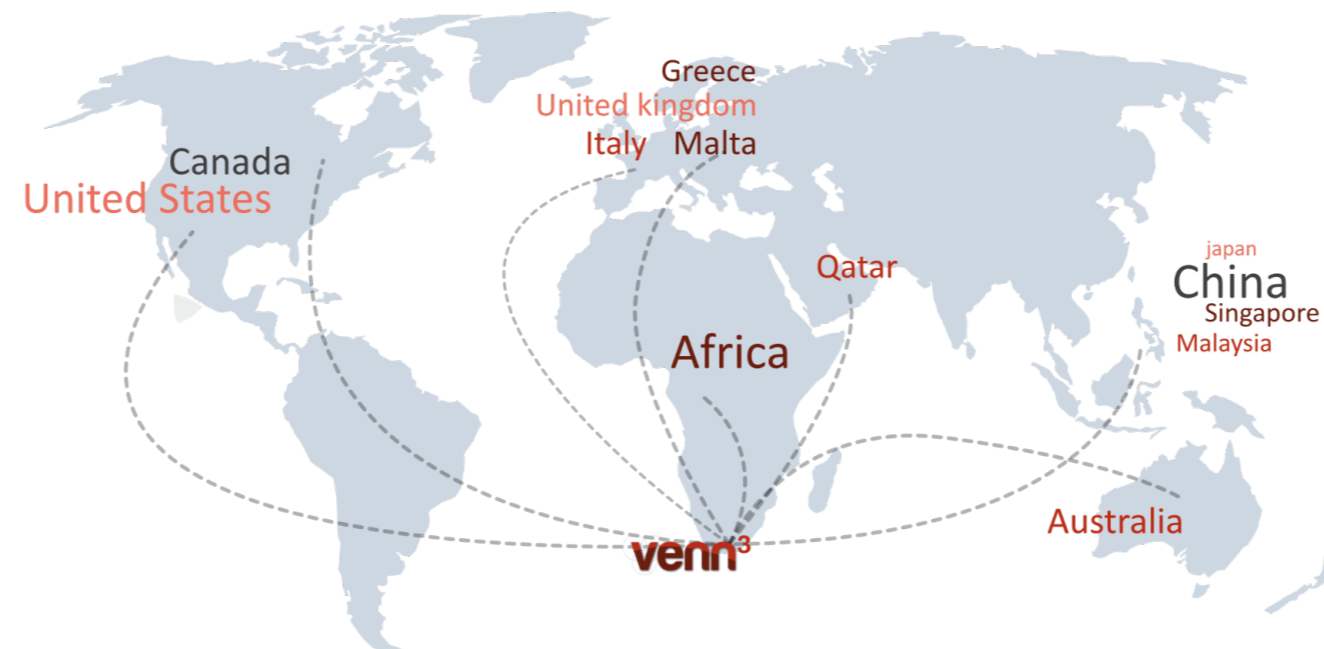 Greece
United kingdom
Italy Malta
Canada
United States
japan
China
Singapore
Malaysia
Qatar
Africa
Australia
venn3